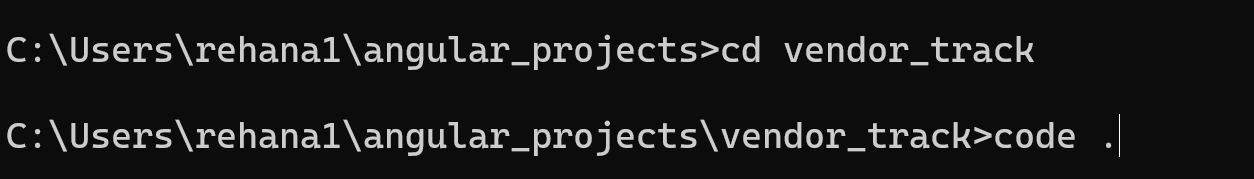 C:\Users\rehana1\angular_projects>cd vendor_track
C:\Users\rehana1\angular_projects\vendor_track>code .